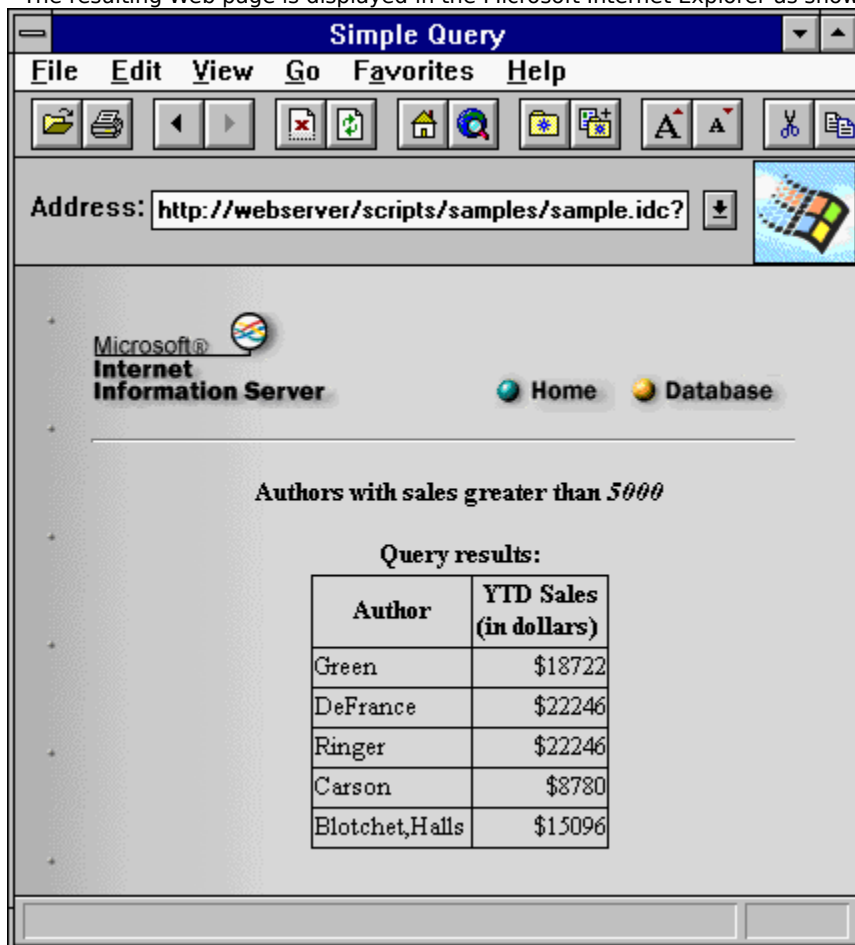 The resulting Web page is displayed in the Microsoft Internet Explorer as show
Simple Query
File Edit View Go Favorites Help
A A
Address: http://webserver/scripts/samples/sample.idc?
Microsoft®
Internet
Information Server
Home Database
Authors with sales greater than 5000
Query results:
Author YTD Sales
(in dollars)
Green $18722
DeFrance $22246
Ringer $22246
Carson $8780
Blotchet,Halls $15096